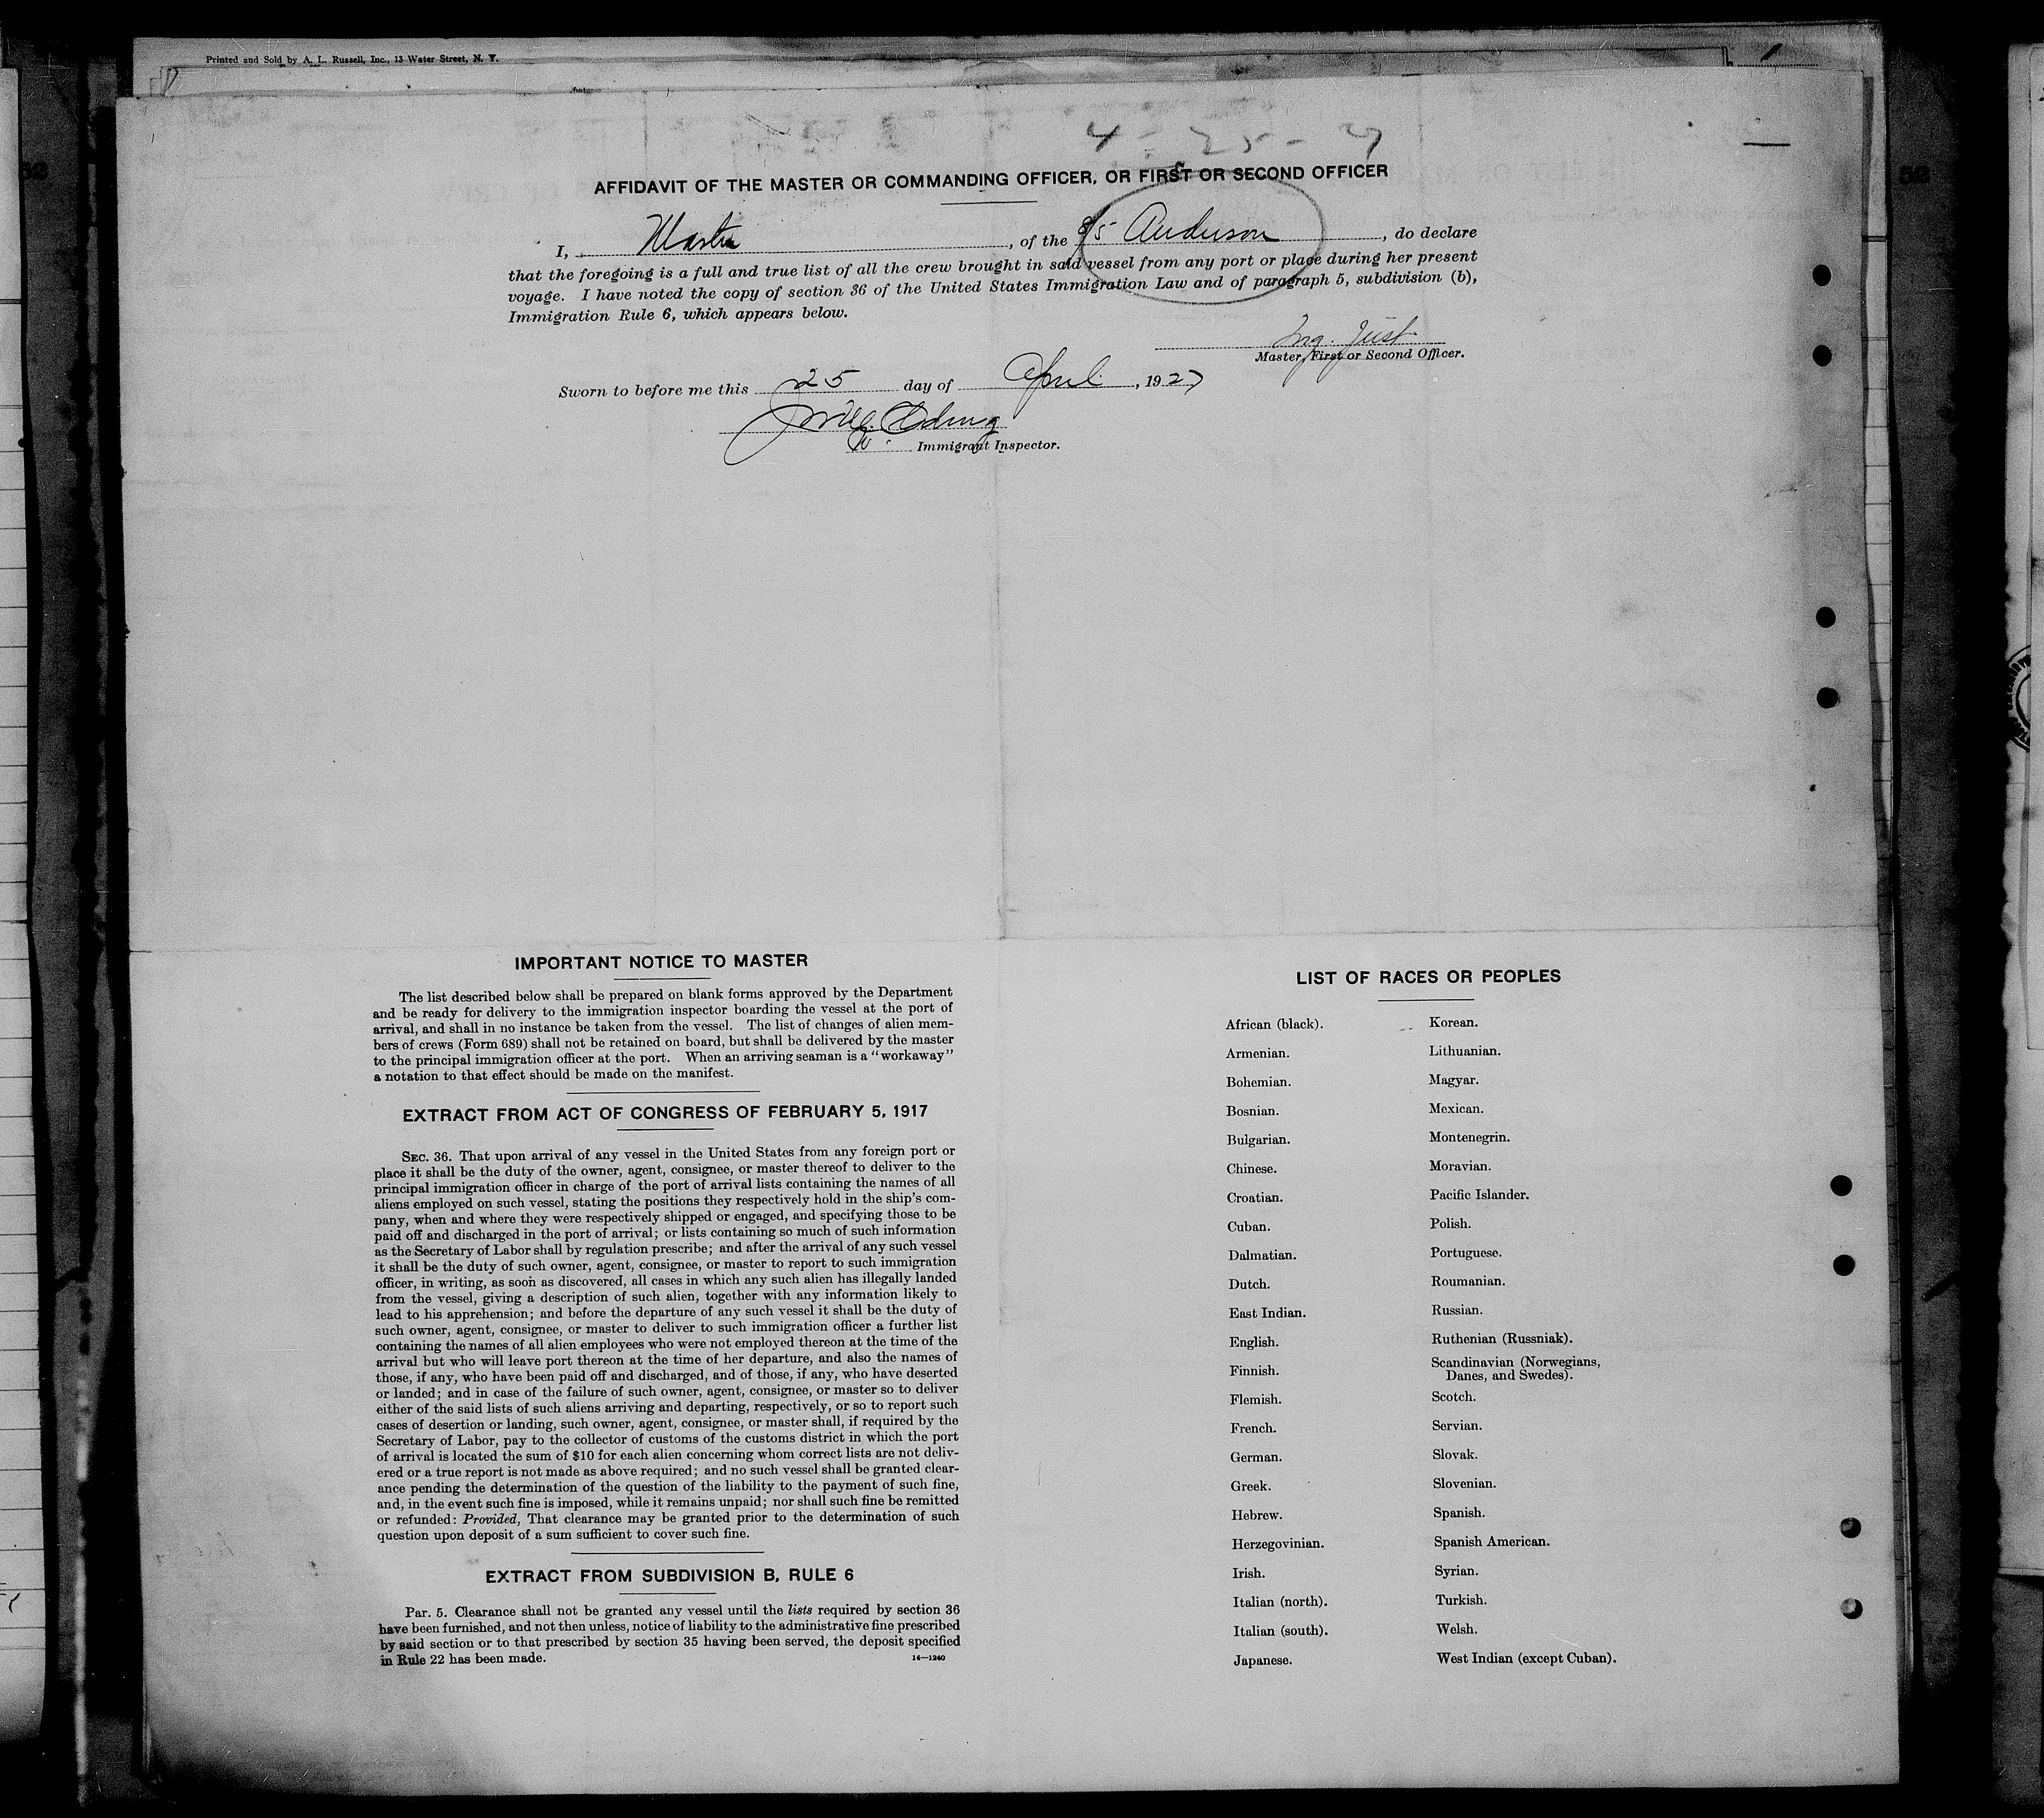 Printed and Sold by A. L. Russell, Inc., 13 Water Street, N. Y.
4 - 25 - 27
AFFIDAVIT OF THE MASTER OR COMMANDING OFFICER, OR FIRST OR SECOND OFFICER
I, Master, of the S/S Anderson, do declare
that the foregoing is a full and true list of all the crew brought in said vessel from any port or place during her present
voyage. I have noted the copy of section 36 of the United States Immigration Law and of paragraph 5, subdivision (b),
Immigration Rule 6, which appears below.
Master, First or Second Officer.
Sworn to before me this 25 day of April, 1927
Immigrant Inspector.
IMPORTANT NOTICE TO MASTER
The list described below shall be prepared on blank forms approved by the Department
and be ready for delivery to the immigration inspector boarding the vessel at the port of
arrival, and shall in no instance be taken from the vessel. The list of changes of alien mem-
bers of crews (Form 689) shall not be retained on board, but shall be delivered by the master
to the principal immigration officer at the port. When an arriving seaman is a "workaway"
a notation to that effect should be made on the manifest.
EXTRACT FROM ACT OF CONGRESS OF FEBRUARY 5, 1917
SEC. 36. That upon arrival of any vessel in the United States from any foreign port or
place it shall be the duty of the owner, agent, consignee, or master thereof to deliver to the
principal immigration officer in charge of the port of arrival lists containing the names of all
aliens employed on such vessel, stating the positions they respectively hold in the ship's com-
pany, when and where they were respectively shipped or engaged, and specifying those to be
paid off and discharged in the port of arrival; or lists containing so much of such information
as the Secretary of Labor shall by regulation prescribe; and after the arrival of any such vessel
it shall be the duty of such owner, agent, consignee, or master to report to such immigration
officer, in writing, as soon as discovered, all cases in which any such alien has illegally landed
from the vessel, giving a description of such alien, together with any information likely to
lead to his apprehension; and before the departure of any such vessel it shall be the duty of
such owner, agent, consignee, or master to deliver to such immigration officer a further list
containing the names of all alien employees who were not employed thereon at the time of the
arrival but who will leave port thereon at the time of her departure, and also the names of
those, if any, who have been paid off and discharged, and of those, if any, who have deserted
or landed; and in case of the failure of such owner, agent, consignee, or master so to deliver
either of the said lists of such aliens arriving and departing, respectively, or so to report such
cases of desertion or landing, such owner, agent, consignee, or master shall, if required by the
Secretary of Labor, pay to the collector of customs of the customs district in which the port
of arrival is located the sum of $10 for each alien concerning whom correct lists are not deliv-
ered or a true report is not made as above required; and no such vessel shall be granted clear-
ance pending the determination of the question of the liability to the payment of such fine,
and, in the event such fine is imposed, while it remains unpaid; nor shall such fine be remitted
or refunded: Provided, That clearance may be granted prior to the determination of such
question upon deposit of a sum sufficient to cover such fine.
EXTRACT FROM SUBDIVISION B, RULE 6
Par. 5. Clearance shall not be granted any vessel until the lists required by section 36
have been furnished, and not then unless, notice of liability to the administrative fine prescribed
by said section or to that prescribed by section 35 having been served, the deposit specified
in Rule 22 has been made.
14—1240
LIST OF RACES OR PEOPLES
African (black).
Armenian.
Bohemian.
Bosnian.
Bulgarian.
Chinese.
Croatian.
Cuban.
Dalmatian.
Dutch.
East Indian.
English.
Finnish.
Flemish.
French.
German.
Greek.
Hebrew.
Herzegovinian.
Irish.
Italian (north).
Italian (south).
Japanese.
Korean.
Lithuanian.
Magyar.
Mexican.
Montenegrin.
Moravian.
Pacific Islander.
Polish.
Portuguese.
Roumanian.
Russian.
Ruthenian (Russniak).
Scandinavian (Norwegians,
Danes, and Swedes).
Scotch.
Servian.
Slovak.
Slovenian.
Spanish.
Spanish American.
Syrian.
Turkish.
Welsh.
West Indian (except Cuban).
52
52